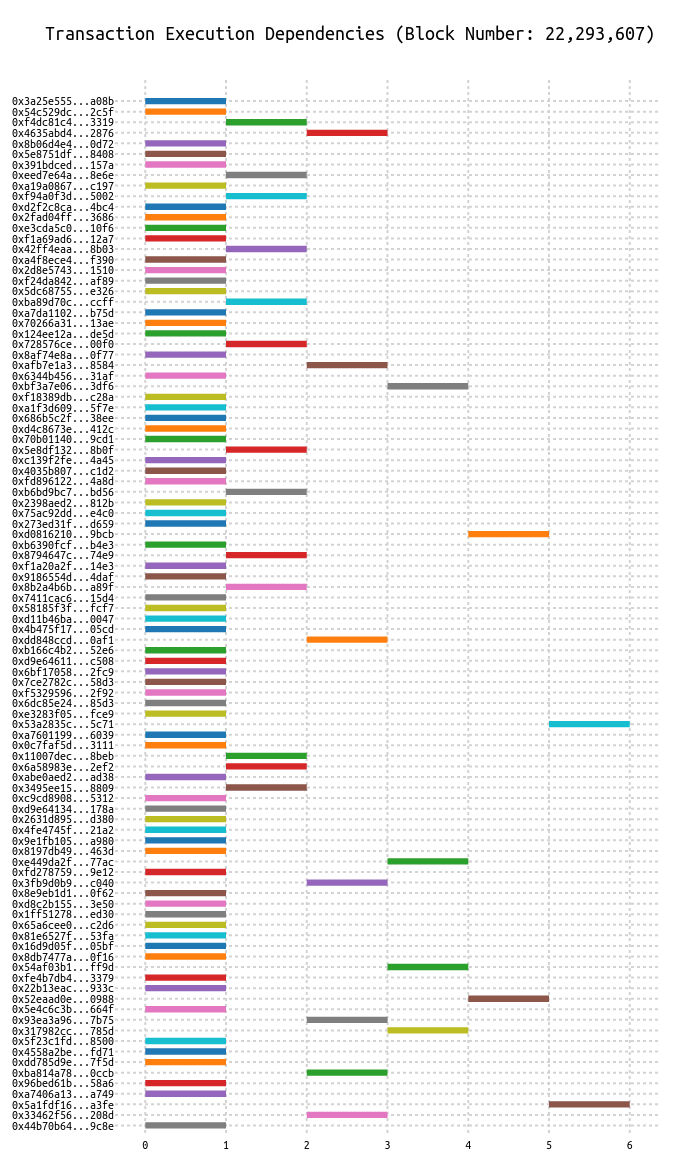 Transaction Execution Dependencies (Block Number: 22,293,607)
0x3a25e555...a08b
0x54c529dc...2c5f
0xf4dc81c4...3319
0x4635abd4...2876
0x8b06d4e4...0d72
0x5e8751df...8408
0x391bdced...157a
0xeed7e64a...8e6e
0xa19a0867...c197
0xf94a0f3d...5002
0xd2f2c8ca...4bc4
0x2fad04ff...3686
0xe3cda5c0...10f6
0xf1a69ad6...12a7
0x42ff4eaa...8b03
0xa4f8ece4...f390
0x2d8e5743...1510
0xf24da842...af89
0x5dc68755...e326
0xba89d70c...ccff
0xa7da1102...b75d
0x70266a31...13ae
0x124ee12a...de5d
0x728576ce...00f0
0x8af74e8a...0f77
0xafb7e1a3...8584
0x6344b456...31af
0xbf3a7e06...3df6
0xf18389db...c28a
0xa1f3d609...5f7e
0x686b5c2f...38ee
0xd4c8673e...412c
0x70b01140...9cd1
0x5e8df132...8b0f
0xc139f2fe...4a45
0x4035b807...c1d2
0xfd896122...4a8d
0xb6bd9bc7...bd56
0x2398aed2...812b
0x75ac92dd...e4c0
0x273ed31f...d659
0xd0816210...9bcb
0xb6390fcf...b4e3
0x8794647c...74e9
0xf1a20a2f...14e3
0x9186554d...4daf
0x8b2a4b6b...a89f
0x7411cac6...15d4
0x58185f3f...fcf7
0xd11b46ba...0047
0x4b475f17...05cd
0xdd848ccd...0af1
0xb166c4b2...52e6
0xd9e64611...c508
0x6bf17058...2fc9
0x7ce2782c...58d3
0xf5329596...2f92
0x6dc85e24...85d3
0xe3283f05...fce9
0x53a2835c...5c71
0xa7601199...6039
0x0c7faf5d...3111
0x11007dec...8beb
0x6a58983e...2ef2
0xabe0aed2...ad38
0x3495ee15...8809
0xc9cd8908...5312
0xd9e64134...178a
0x2631d895...d380
0x4fe4745f...21a2
0x9e1fb105...a980
0x8197db49...463d
0xe449da2f...77ac
0xfd278759...9e12
0x3fb9d0b9...c040
0x8e9eb1d1...0f62
0xd8c2b155...3e50
0x1ff51278...ed30
0x65a6cee0...c2d6
0x81e6527f...53fa
0x16d9d05f...05bf
0x8db7477a...0f16
0x54af03b1...ff9d
0xfe4b7db4...3379
0x22b13eac...933c
0x52eaad0e...0988
0x5e4c6c3b...664f
0x93ea3a96...7b75
0x317982cc...785d
0x5f23c1fd...8500
0x4558a2be...fd71
0xdd785d9e...7f5d
0xba814a78...0ccb
0x96bed61b...58a6
0xa7406a13...a749
0x5a1fdf16...a3fe
0x33462f56...208d
0x44b70b64...9c8e
0 1 2 3 4 5 6